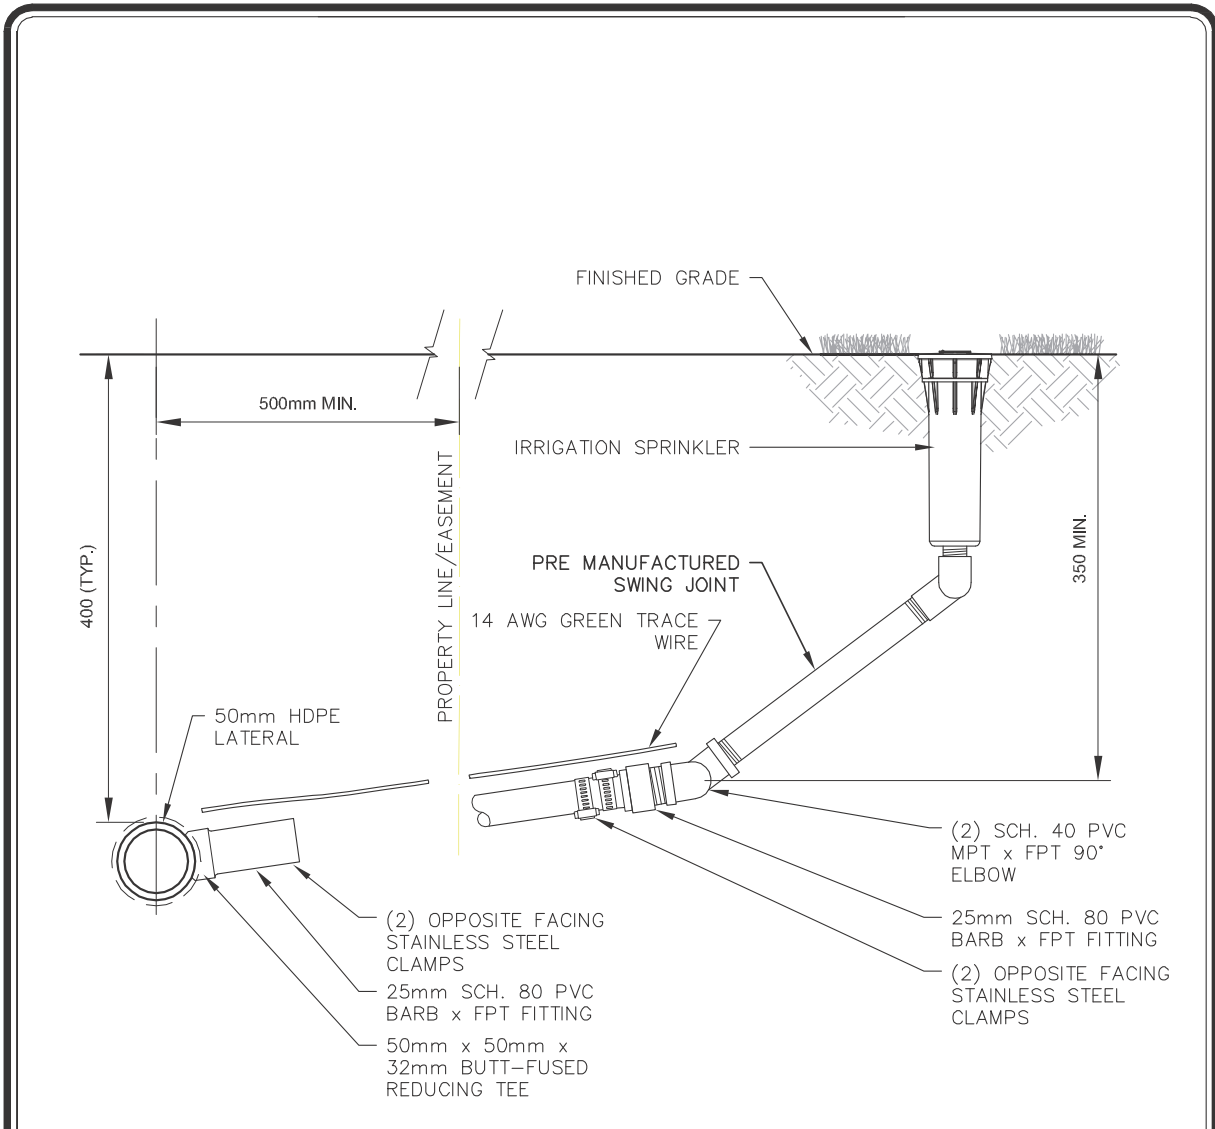 FINISHED GRADE
500mm MIN.
IRRIGATION SPRINKLER
PROPERTY LINE/EASEMENT
400 (TYP.)
350 MIN.
PRE MANUFACTURED
SWING JOINT
14 AWG GREEN TRACE
WIRE
50mm HDPE
LATERAL
(2) SCH. 40 PVC
MPT x FPT 90°
ELBOW
(2) OPPOSITE FACING
STAINLESS STEEL
CLAMPS
25mm SCH. 80 PVC
BARB x FPT FITTING
25mm SCH. 80 PVC
BARB x FPT FITTING
(2) OPPOSITE FACING
STAINLESS STEEL
CLAMPS
50mm x 50mm x
32mm BUTT-FUSED
REDUCING TEE